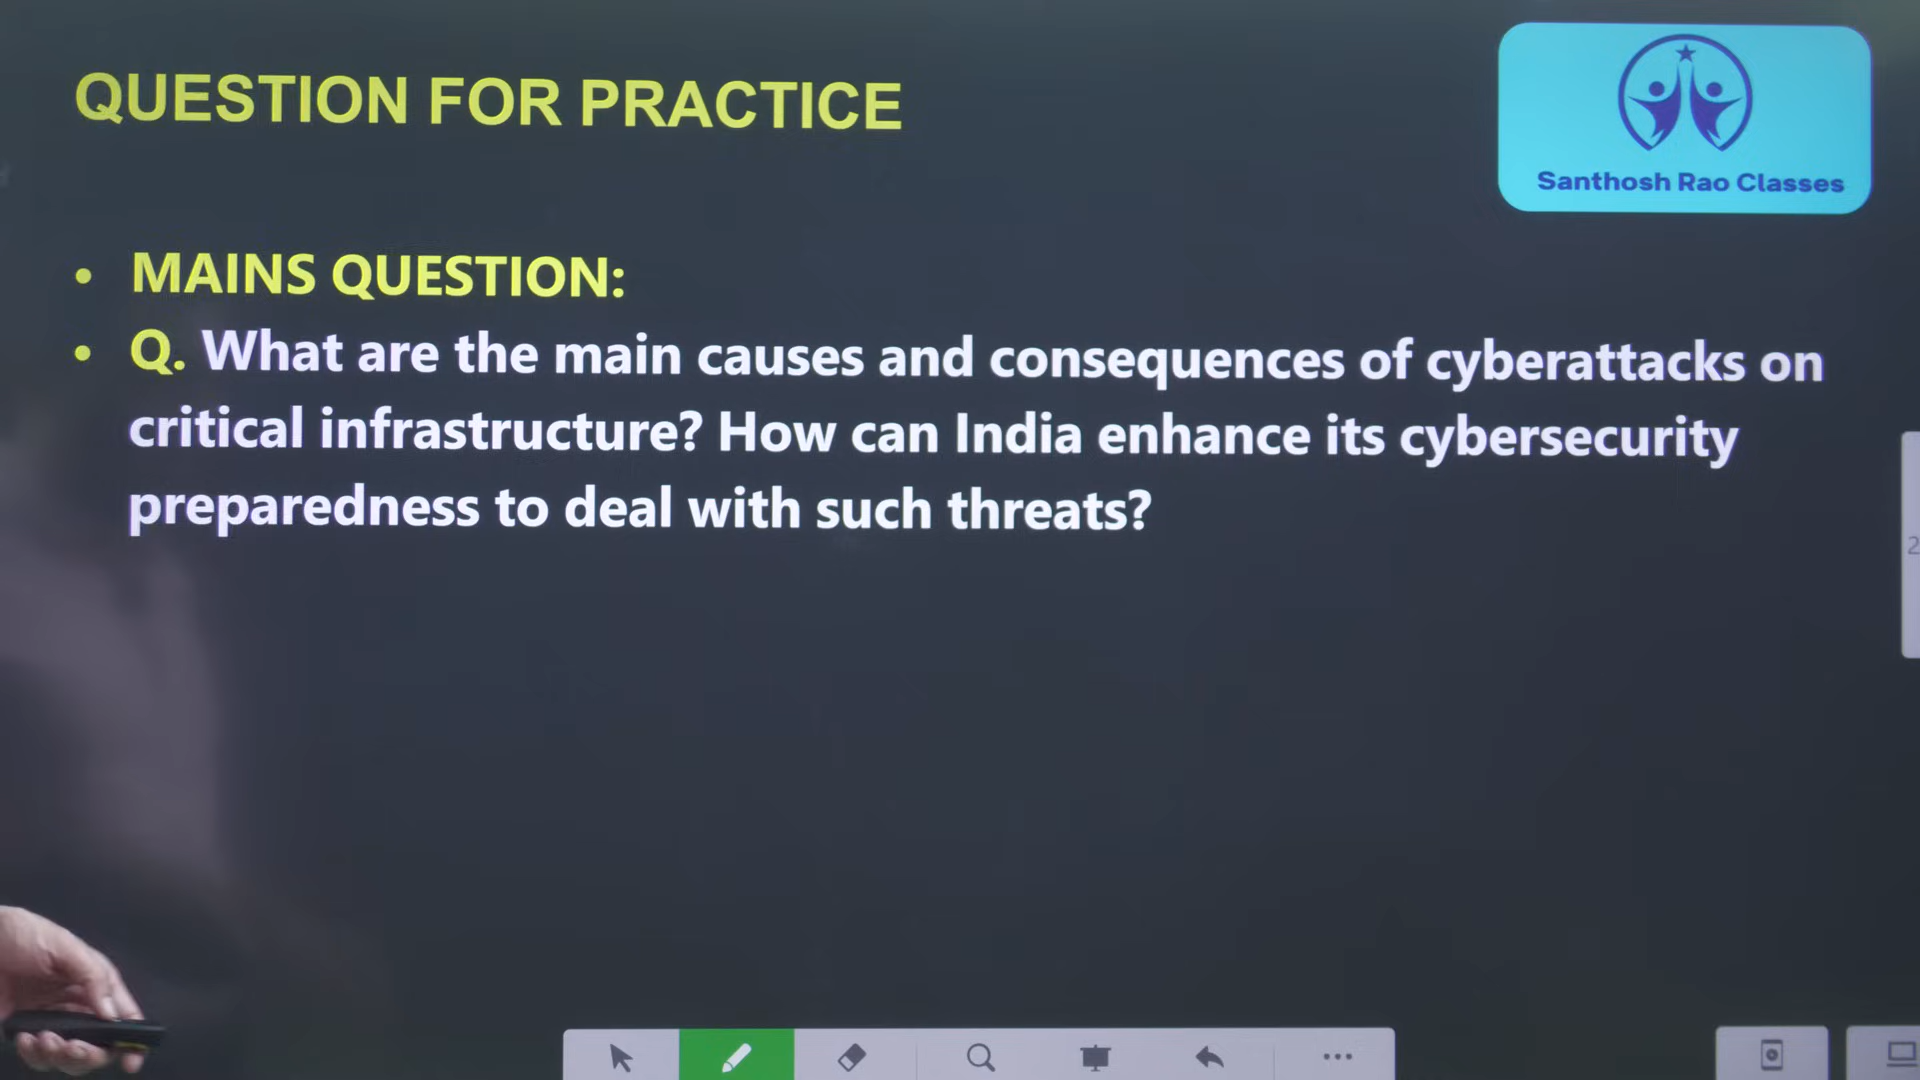 QUESTION FOR PRACTICE
Santhosh Rao Classes
• MAINS QUESTION:
• Q. What are the main causes and consequences of cyberattacks on
critical infrastructure? How can India enhance its cybersecurity
preparedness to deal with such threats?
2